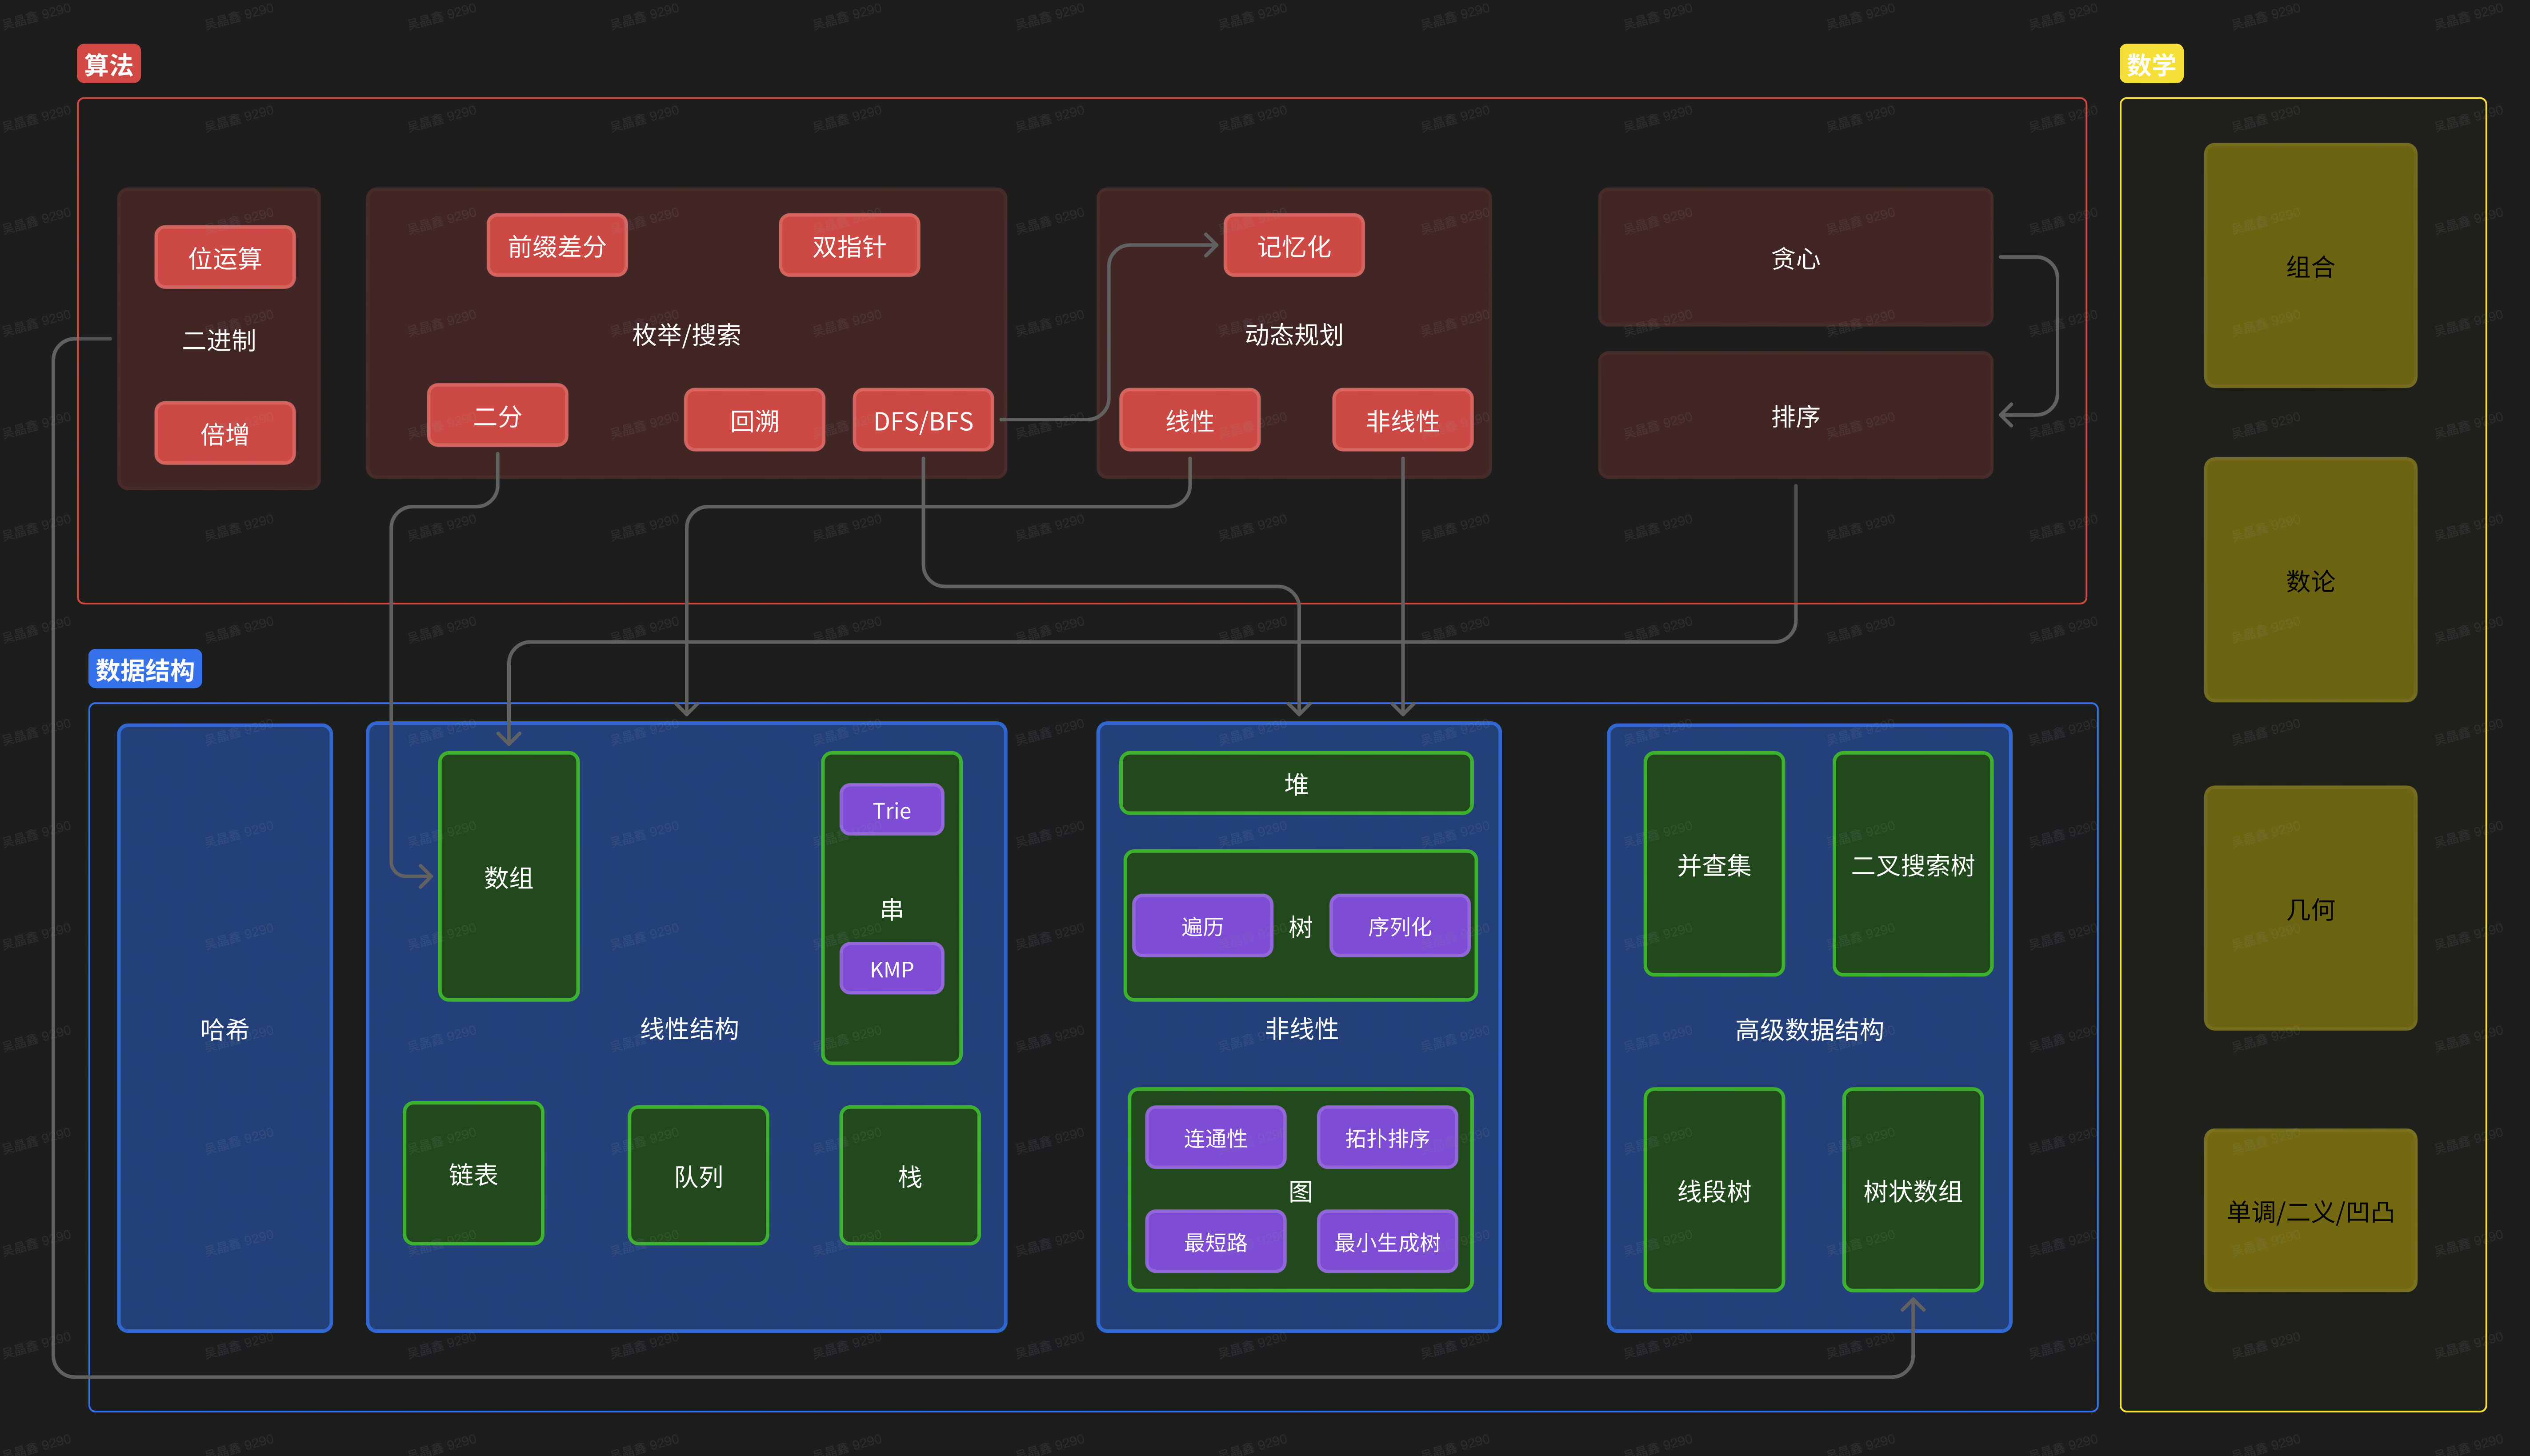 算法
数学
位运算
二进制
倍增
前缀差分
双指针
枚举/搜索
二分
回溯
DFS/BFS
记忆化
动态规划
线性
非线性
贪心
排序
组合
数论
几何
单调/二义/凹凸
数据结构
哈希
数组
Trie
串
KMP
线性结构
链表
队列
栈
堆
遍历
树
序列化
非线性
连通性
拓扑排序
图
最短路
最小生成树
并查集
二叉搜索树
高级数据结构
线段树
树状数组
吴晶鑫 9290